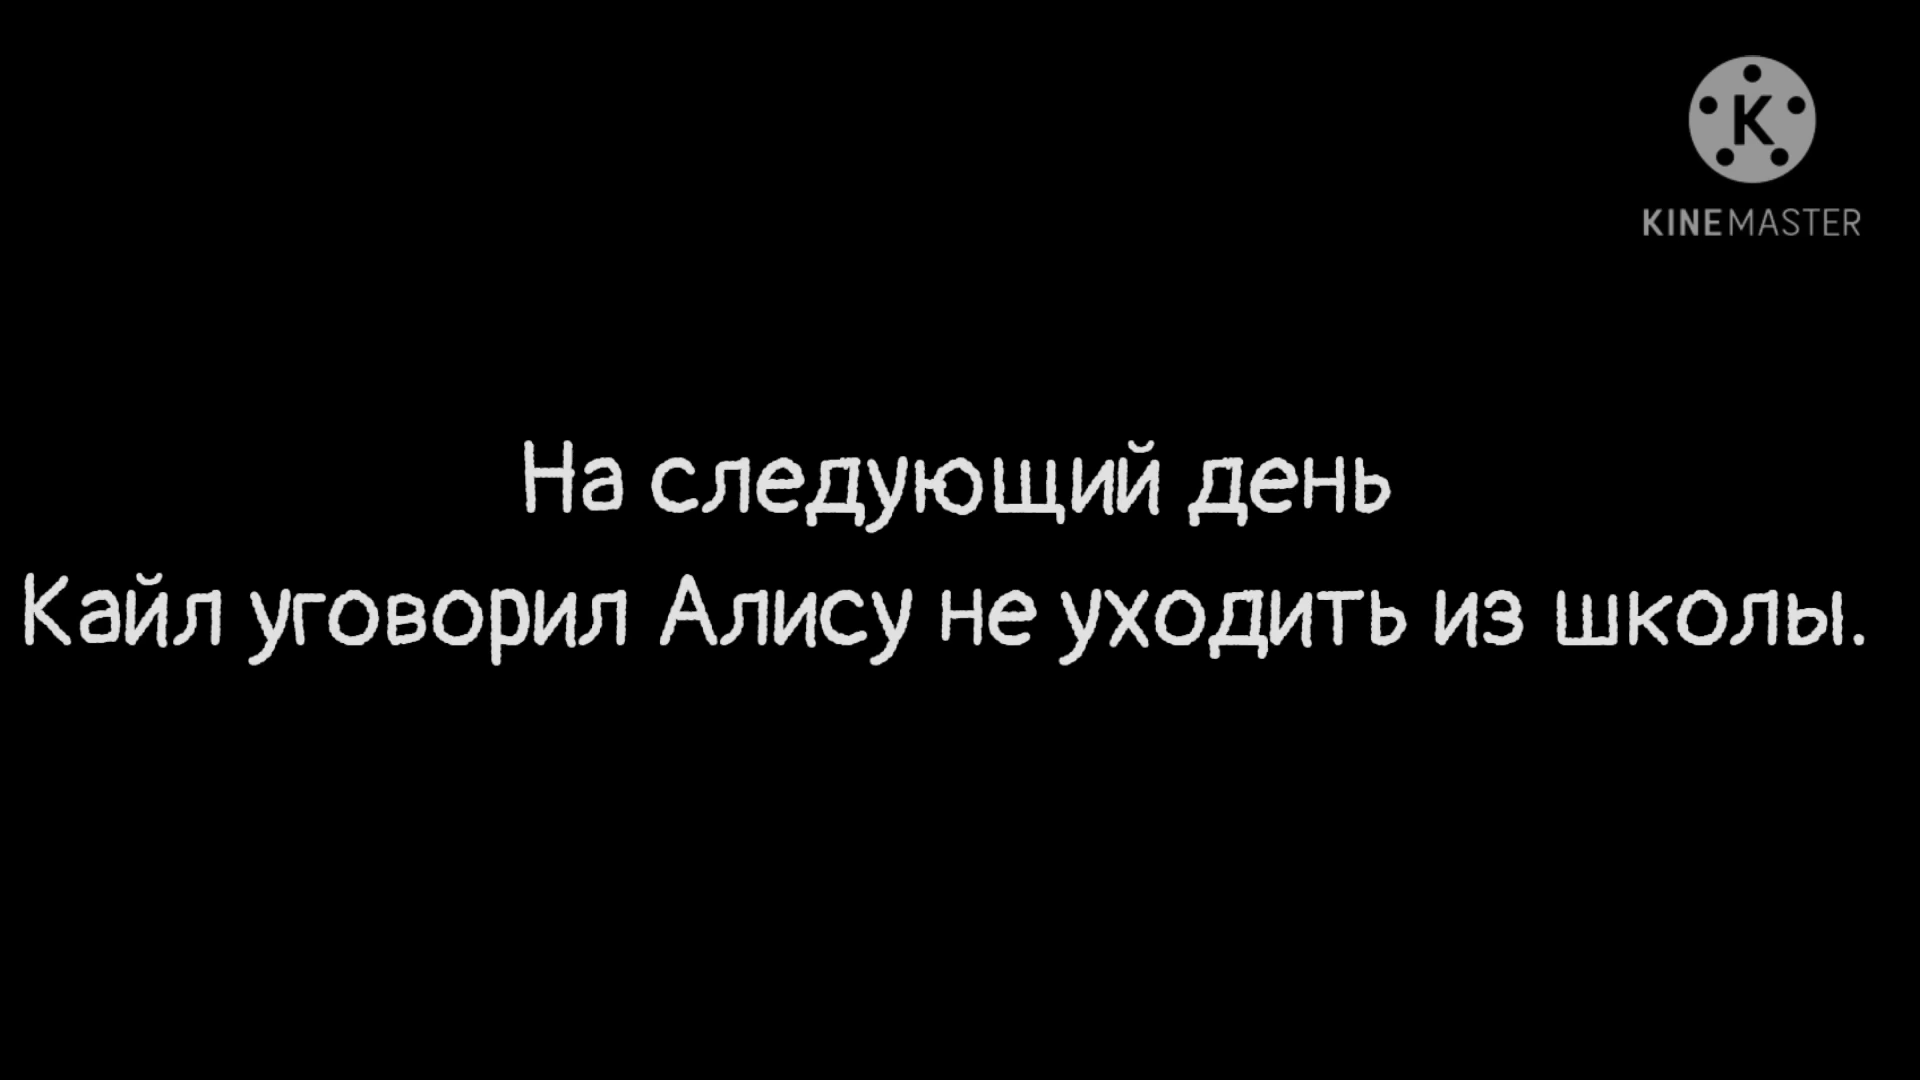 K
KINEMASTER
На следующий день
Кайл уговорил Алису не уходить из школы.